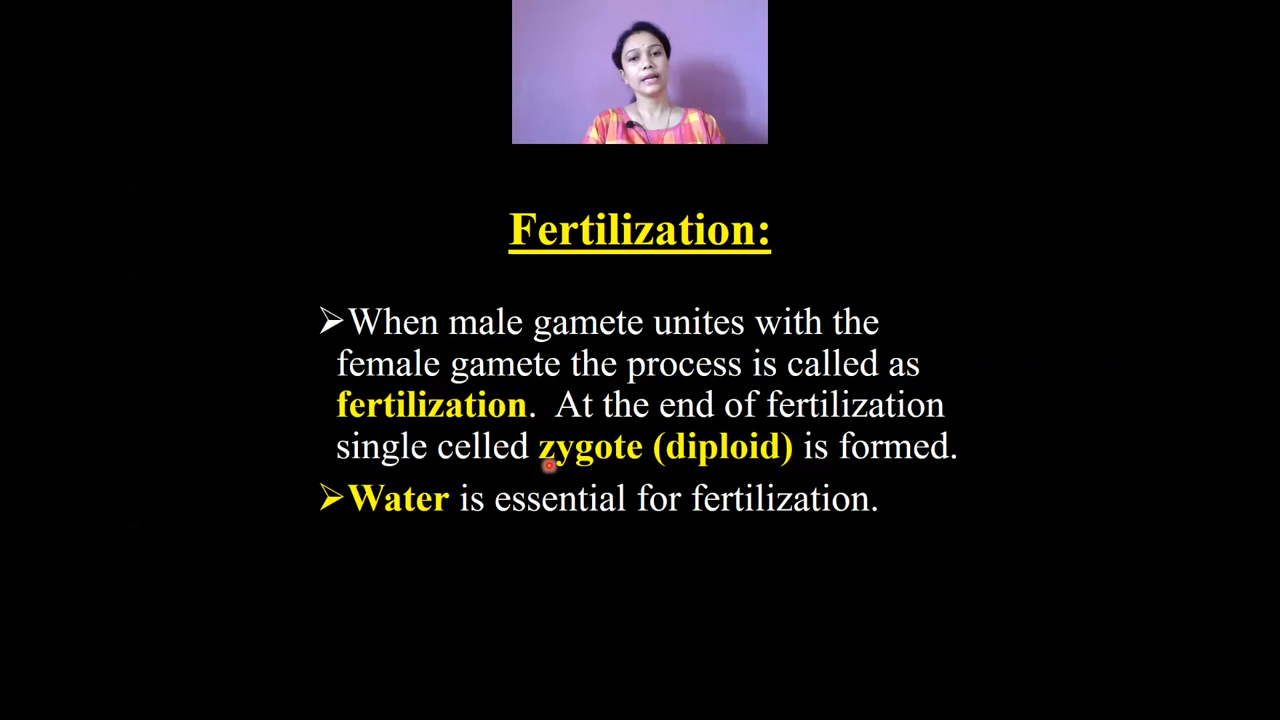 Fertilization:
➢When male gamete unites with the
female gamete the process is called as
fertilization.  At the end of fertilization
single celled zygote (diploid) is formed.
➢Water is essential for fertilization.